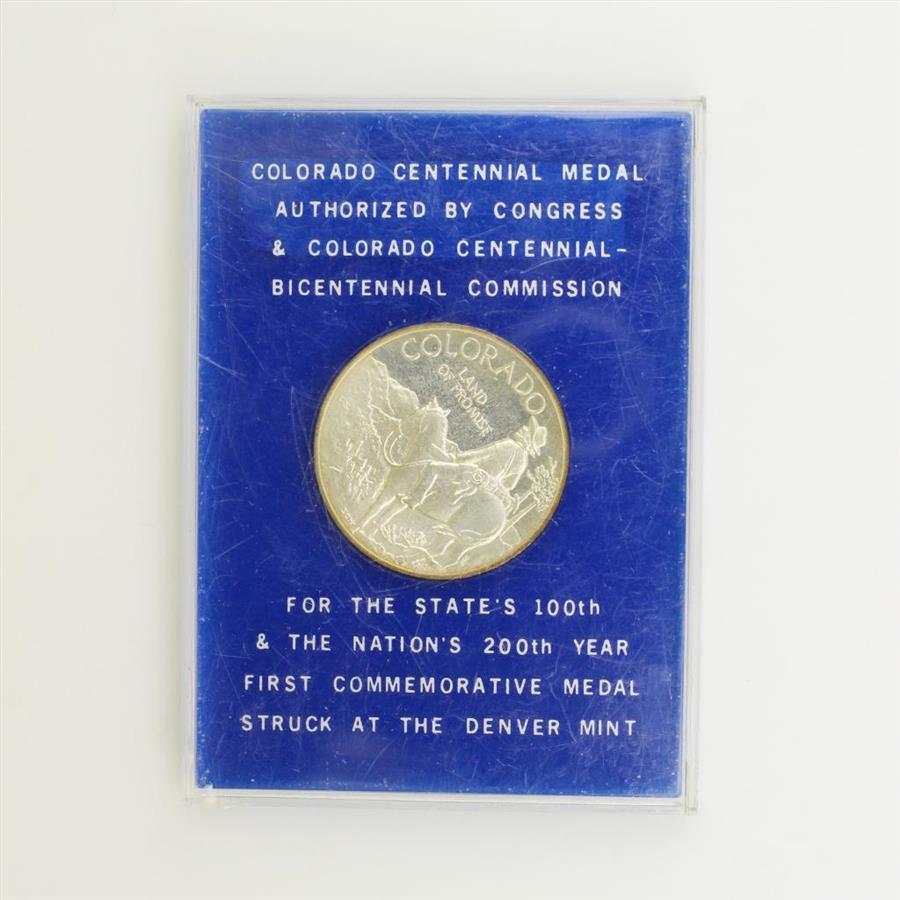 COLORADO CENTENNIAL MEDAL
AUTHORIZED BY CONGRESS
& COLORADO CENTENNIAL-
BICENTENNIAL COMMISSION
COLORADO
LAND
OF PROMISE
FOR THE STATE'S 100th
& THE NATION'S 200th YEAR
FIRST COMMEMORATIVE MEDAL
STRUCK AT THE DENVER MINT